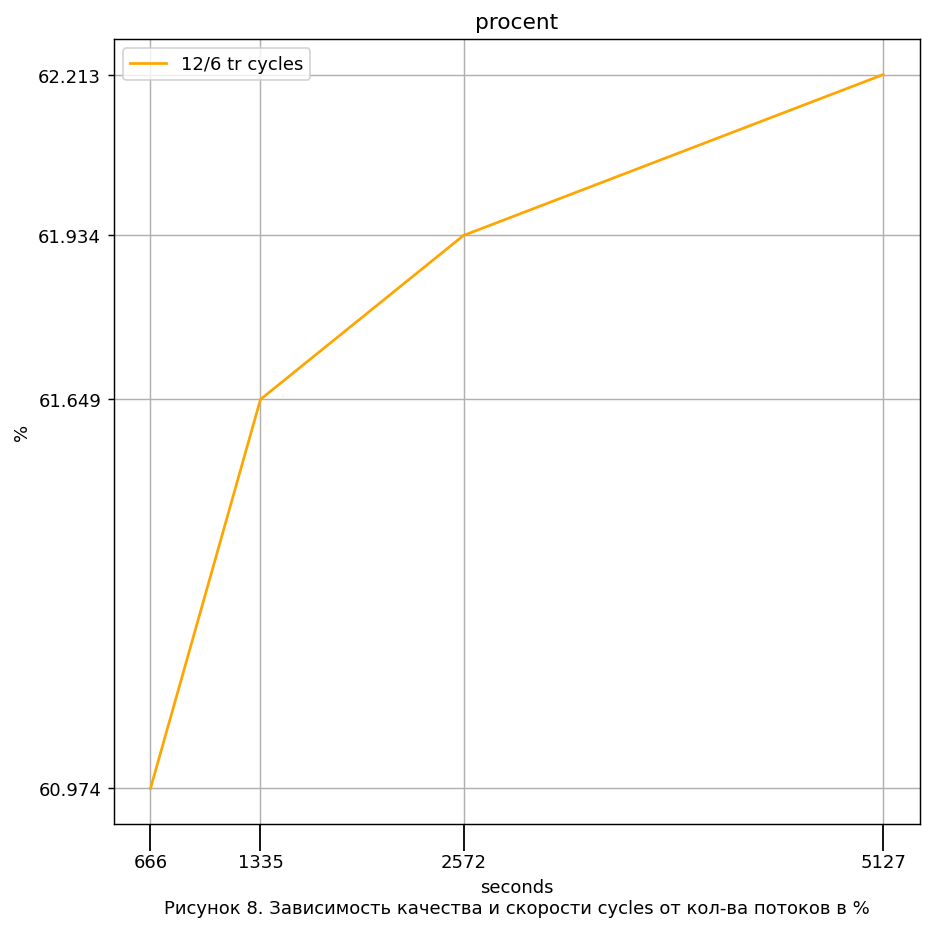 procent
12/6 tr cycles
62.213
61.934
61.649
%
60.974
666 1335 2572 5127
seconds
Рисунок 8. Зависимость качества и скорости cycles от кол-ва потоков в %